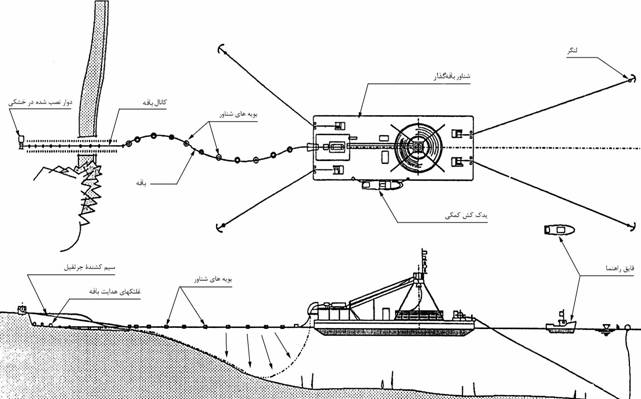 لنگر
شناور بافه‌گذار
دوار نصب شده در خشکی
کانال بافه
بویه های شناور
بافه
یدک کش کمکی
قایق راهنما
سیم کشندهٔ جرثقیل
غلتکهای هدایت بافه
بویه های شناور